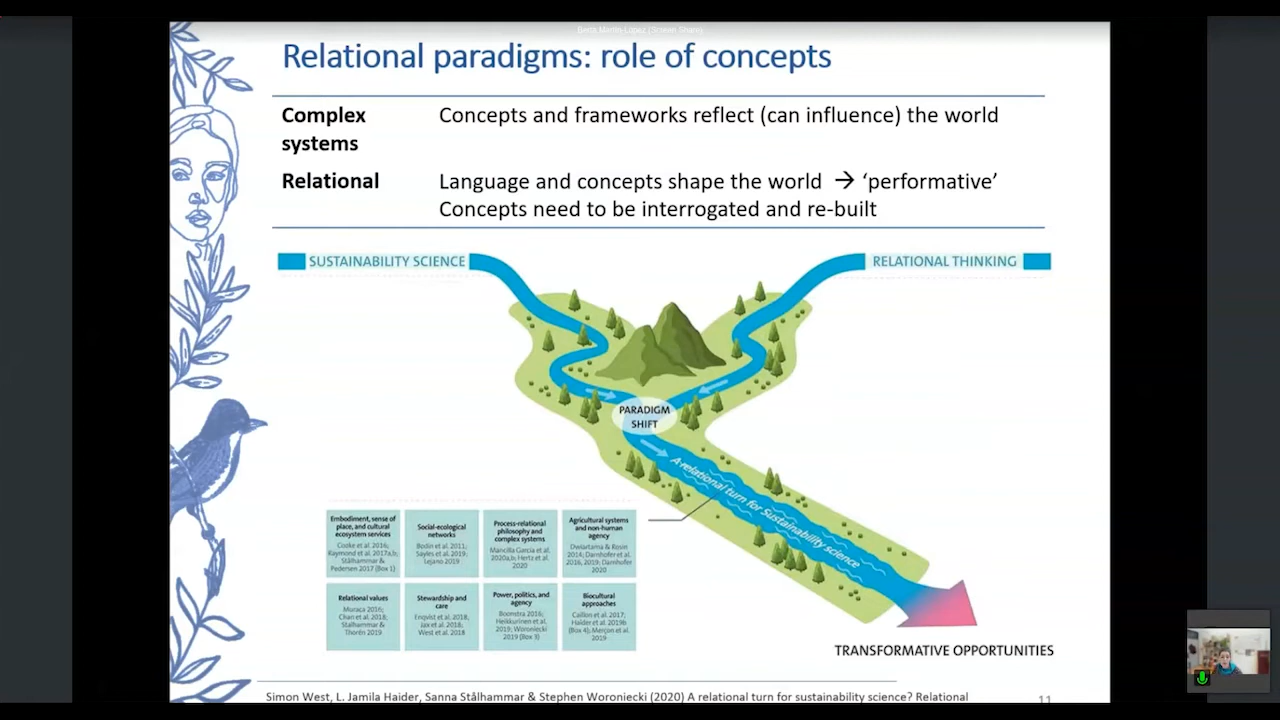 Berta Martín-López (Screen Share)
Relational paradigms: role of concepts
Complex
systems
Concepts and frameworks reflect (can influence) the world
Relational
Language and concepts shape the world → ‘performative’
Concepts need to be interrogated and re-built
SUSTAINABILITY SCIENCE
RELATIONAL THINKING
PARADIGM
SHIFT
A relational turn for Sustainability science
Embodiment, sense of
place, and cultural
ecosystem services
Cooke et al. 2016;
Raymond et al. 2017a,b;
Stålhammar &
Pedersen 2017 (Box 1)
Social-ecological
networks
Bodin et al. 2011;
Sayles et al. 2019;
Lejano 2019
Process-relational
philosophy and
complex systems
Mancilla Garcia et al.
2020a,b; Hertz et al.
2020
Agricultural systems
and non-human
agency
Dwiartama & Rosin
2014; Darnhofer et al.
2016, 2019; Darnhofer
2020
Relational values
Muraca 2016;
Chan et al. 2018;
Stålhammar &
Thorén 2019
Stewardship and
care
Enqvist et al. 2018,
Jax et al. 2018;
West et al. 2018
Power, politics, and
agency
Boonstra 2016;
Heikkurinen et al.
2019; Woroniecki
2019 (Box 3)
Biocultural
approaches
Caillon et al. 2017;
Haider et al. 2019b
(Box 4); Merçon et al.
2019
TRANSFORMATIVE OPPORTUNITIES
Simon West, L. Jamila Haider, Sanna Stålhammar & Stephen Woroniecki (2020) A relational turn for sustainability science? Relational
11